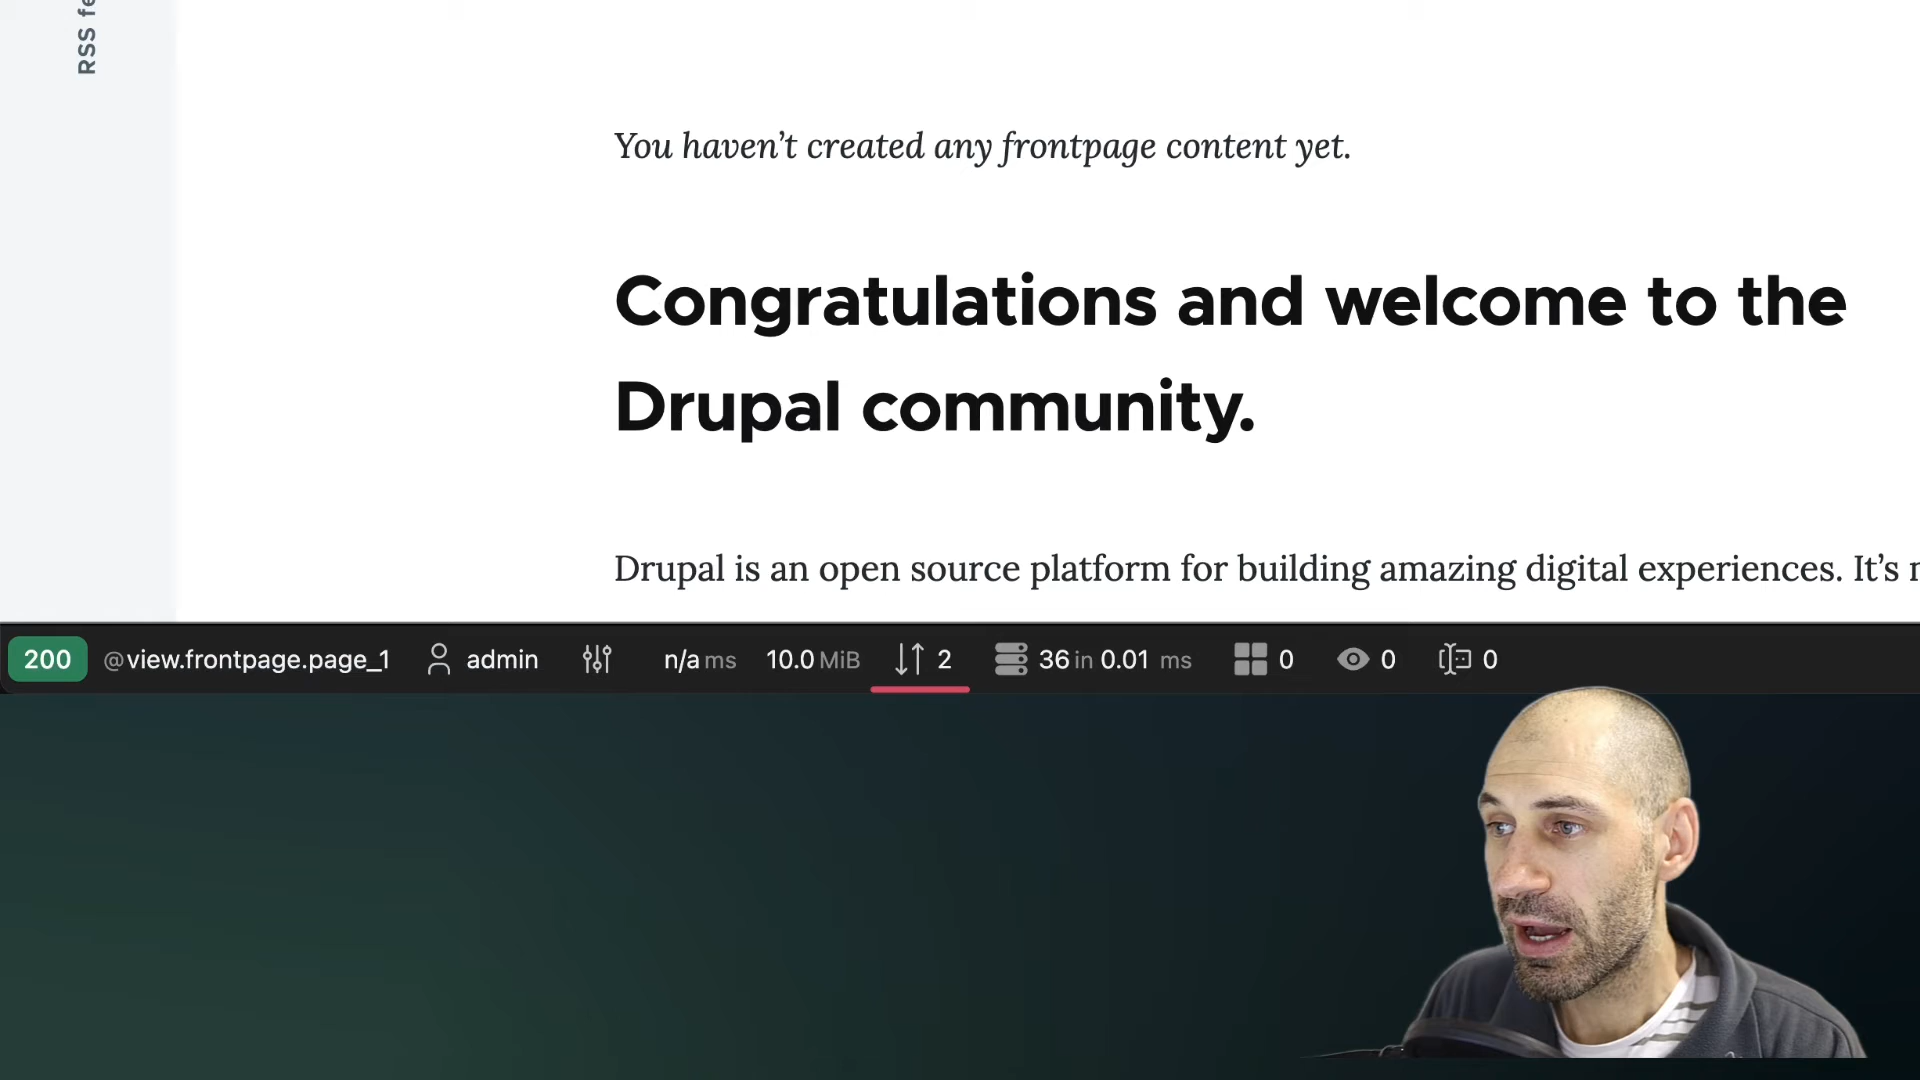 RSS fe
You haven’t created any frontpage content yet.
Congratulations and welcome to the
Drupal community.
Drupal is an open source platform for building amazing digital experiences. It’s
200 @view.frontpage.page_1 admin n/a ms 10.0 MiB 2 36 in 0.01 ms 0 0 0